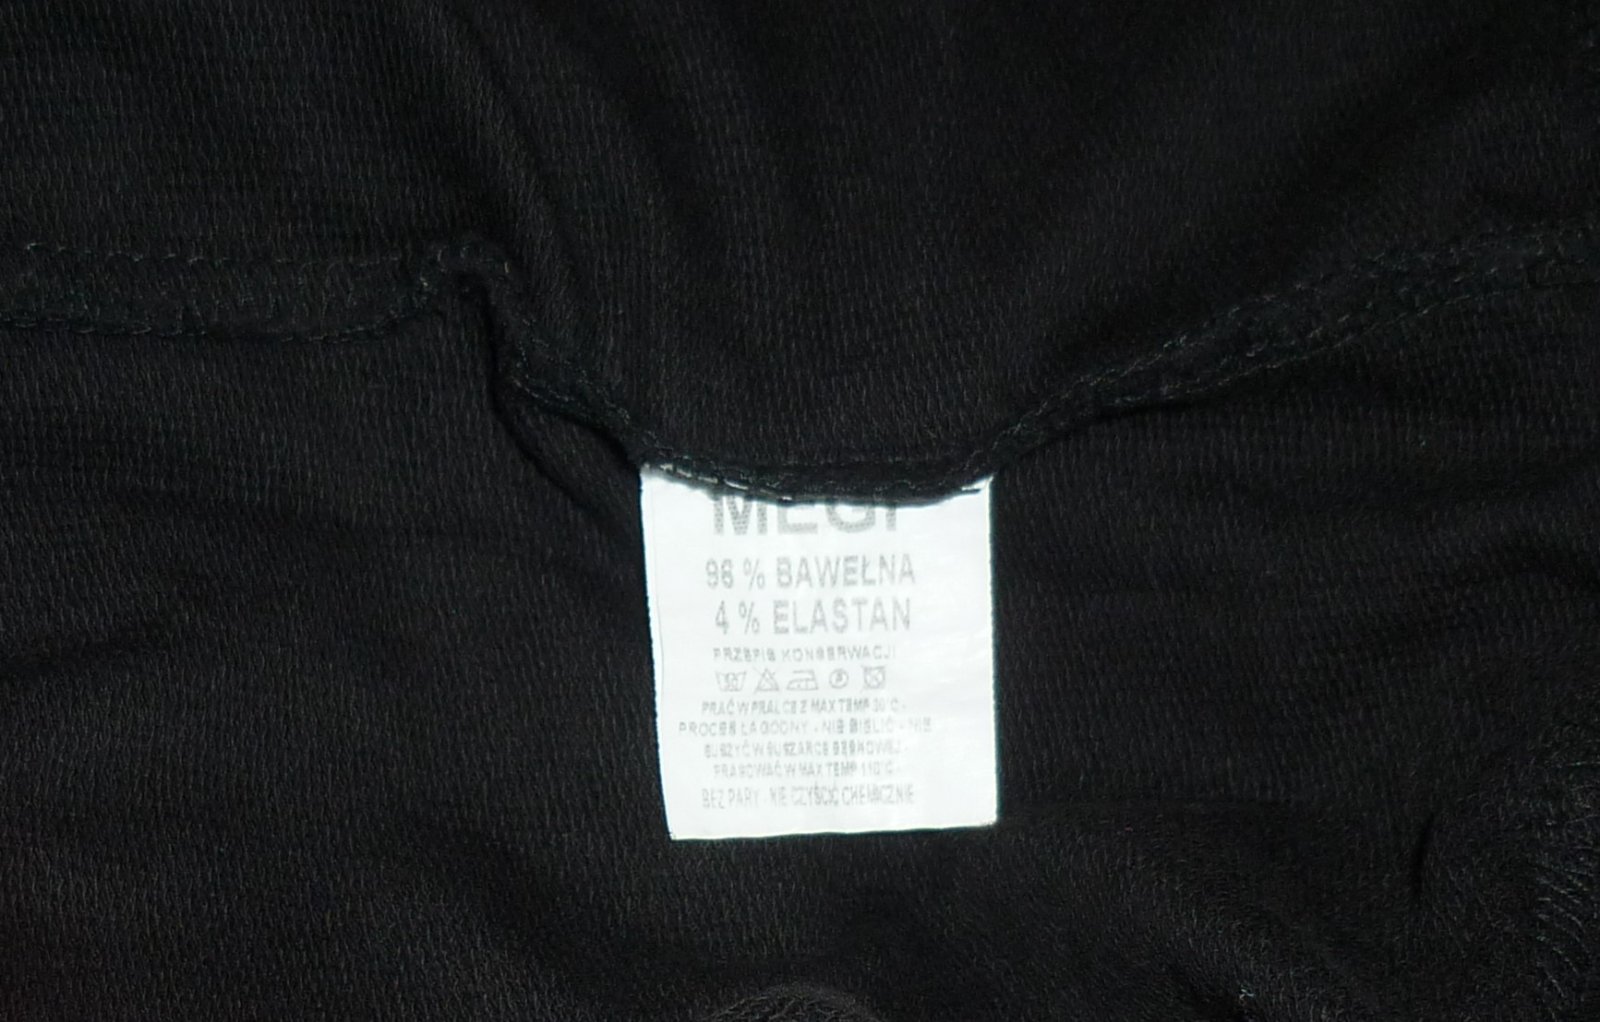 MEGI
96 % BAWEŁNA
4 % ELASTAN
PRZEPIS KONSERWACJI
PRAĆ W PRALCE Z MAX TEMP 30°C -
PROCES ŁAGODNY - NIE BIELIĆ - NIE
SUSZYĆ W SUSZARCE BĘBNOWEJ -
PRASOWAĆ W MAX TEMP 110°C -
BEZ PARY - NIE CZYŚCIĆ CHEMICZNIE